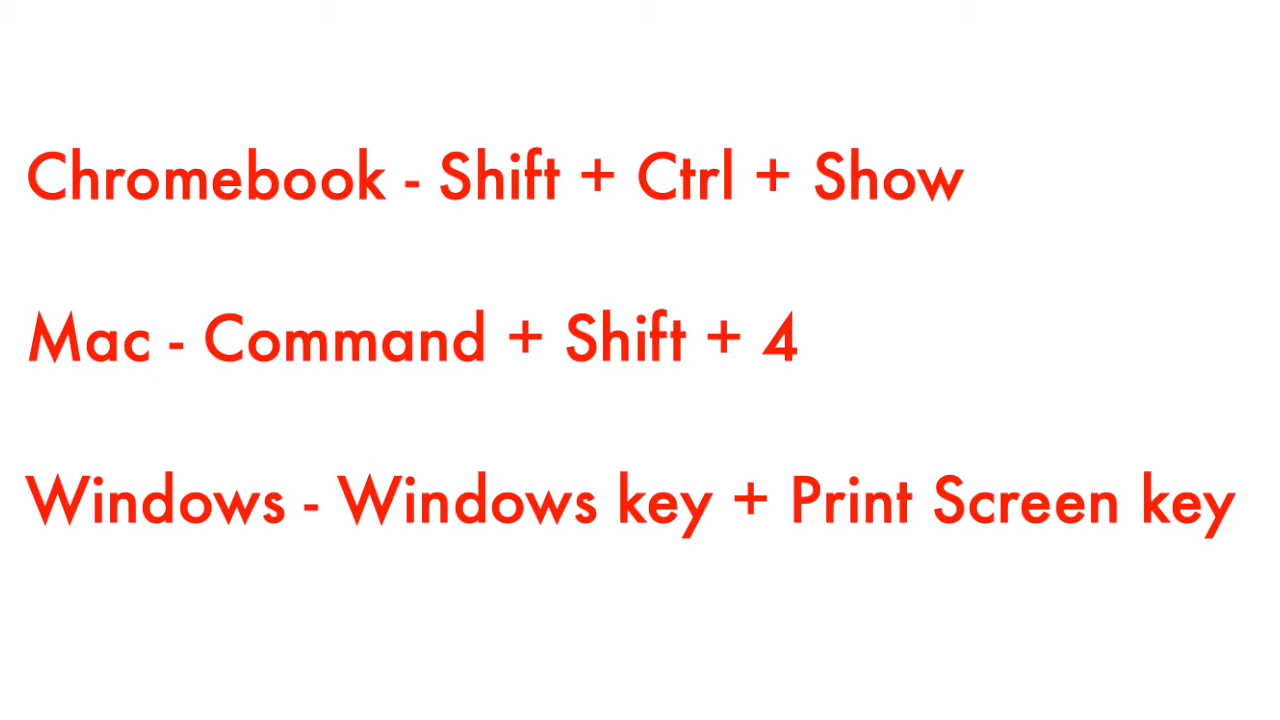 Chromebook - Shift + Ctrl + Show
Mac - Command + Shift + 4
Windows - Windows key + Print Screen key